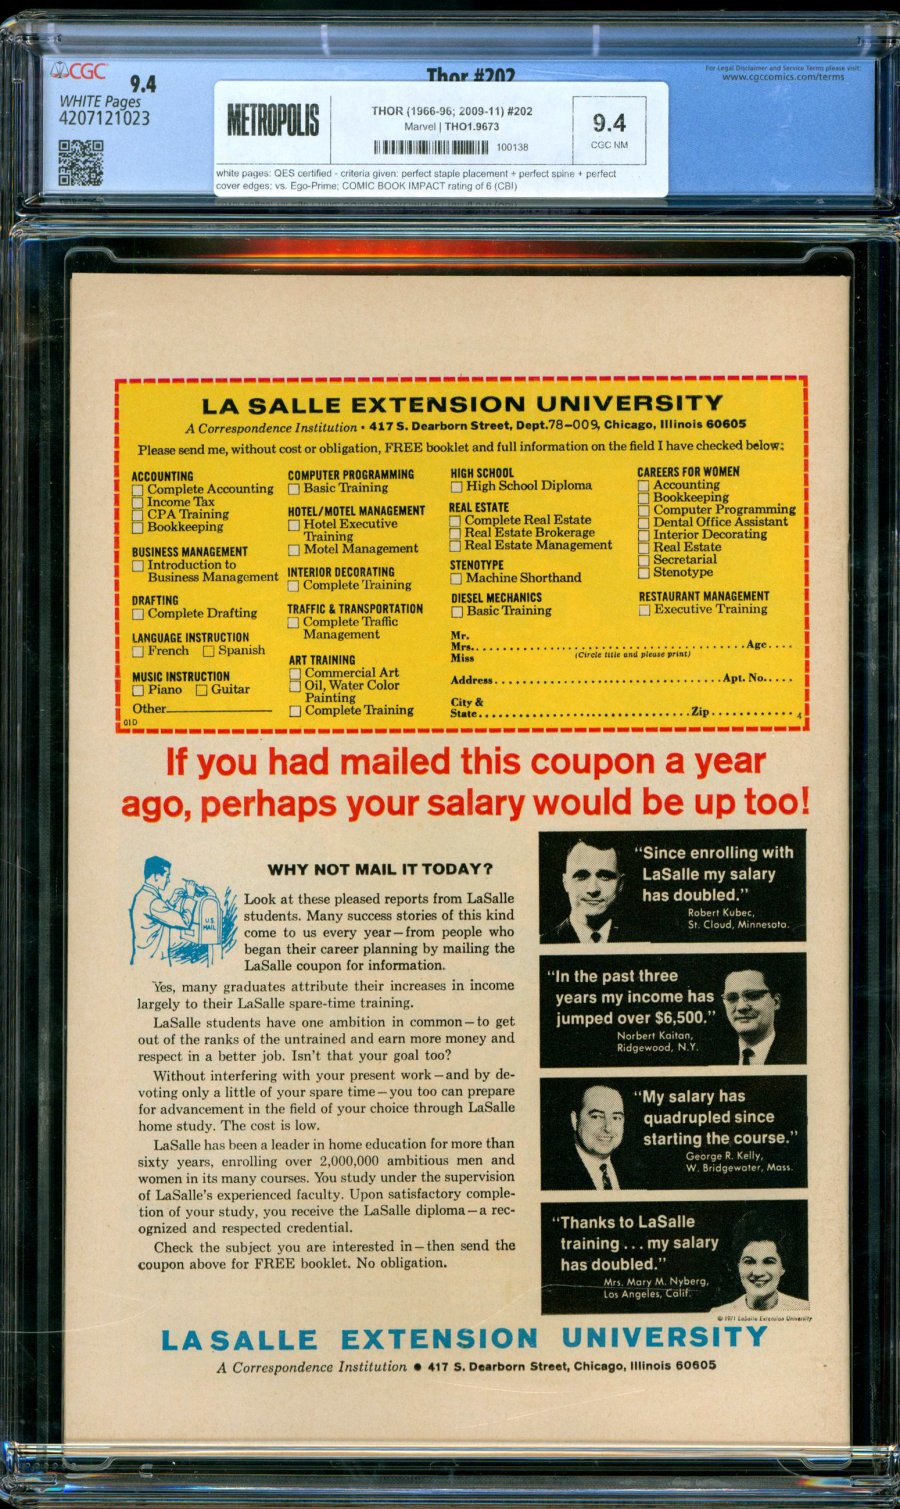 CGC
9.4
WHITE Pages
4207121023
Thor #202
For Legal Disclaimer and Service Terms please visit:
www.cgccomics.com/terms
METROPOLIS
THOR (1966-96; 2009-11) #202
Marvel | THO1.9673
100138
9.4
CGC NM
white pages: QES certified - criteria given: perfect staple placement + perfect spine + perfect
cover edges; vs. Ego-Prime; COMIC BOOK IMPACT rating of 6 (CBI)
LA SALLE EXTENSION UNIVERSITY
A Correspondence Institution • 417 S. Dearborn Street, Dept. 78-009, Chicago, Illinois 60605
Please send me, without cost or obligation, FREE booklet and full information on the field I have checked below:
ACCOUNTING
Complete Accounting
Income Tax
CPA Training
Bookkeeping
BUSINESS MANAGEMENT
Introduction to
Business Management
DRAFTING
Complete Drafting
LANGUAGE INSTRUCTION
French Spanish
MUSIC INSTRUCTION
Piano Guitar
Other
01D
COMPUTER PROGRAMMING
Basic Training
HOTEL/MOTEL MANAGEMENT
Hotel Executive
Training
Motel Management
INTERIOR DECORATING
Complete Training
TRAFFIC & TRANSPORTATION
Complete Traffic
Management
ART TRAINING
Commercial Art
Oil, Water Color
Painting
Complete Training
HIGH SCHOOL
High School Diploma
REAL ESTATE
Complete Real Estate
Real Estate Brokerage
Real Estate Management
STENOTYPE
Machine Shorthand
DIESEL MECHANICS
Basic Training
CAREERS FOR WOMEN
Accounting
Bookkeeping
Computer Programming
Dental Office Assistant
Interior Decorating
Real Estate
Secretarial
Stenotype
RESTAURANT MANAGEMENT
Executive Training
Mr.
Mrs. Age
Miss (Circle title and please print)
Address Apt. No.
City &
State Zip 4
If you had mailed this coupon a year
ago, perhaps your salary would be up too!
WHY NOT MAIL IT TODAY?
U.S.
MAIL
Look at these pleased reports from LaSalle
students. Many success stories of this kind
come to us every year—from people who
began their career planning by mailing the
LaSalle coupon for information.
Yes, many graduates attribute their increases in income
largely to their LaSalle spare-time training.
LaSalle students have one ambition in common—to get
out of the ranks of the untrained and earn more money and
respect in a better job. Isn't that your goal too?
Without interfering with your present work—and by de-
voting only a little of your spare time—you too can prepare
for advancement in the field of your choice through LaSalle
home study. The cost is low.
LaSalle has been a leader in home education for more than
sixty years, enrolling over 2,000,000 ambitious men and
women in its many courses. You study under the supervision
of LaSalle's experienced faculty. Upon satisfactory comple-
tion of your study, you receive the LaSalle diploma—a rec-
ognized and respected credential.
Check the subject you are interested in—then send the
coupon above for FREE booklet. No obligation.
"Since enrolling with
LaSalle my salary
has doubled."
Robert Kubec,
St. Cloud, Minnesota.
"In the past three
years my income has
jumped over $6,500."
Norbert Kaitan,
Ridgewood, N.Y.
"My salary has
quadrupled since
starting the course."
George R. Kelly,
W. Bridgewater, Mass.
"Thanks to LaSalle
training...my salary
has doubled."
Mrs. Mary M. Nyberg,
Los Angeles, Calif.
© 1971 LaSalle Extension University
LA SALLE EXTENSION UNIVERSITY
A Correspondence Institution • 417 S. Dearborn Street, Chicago, Illinois 60605